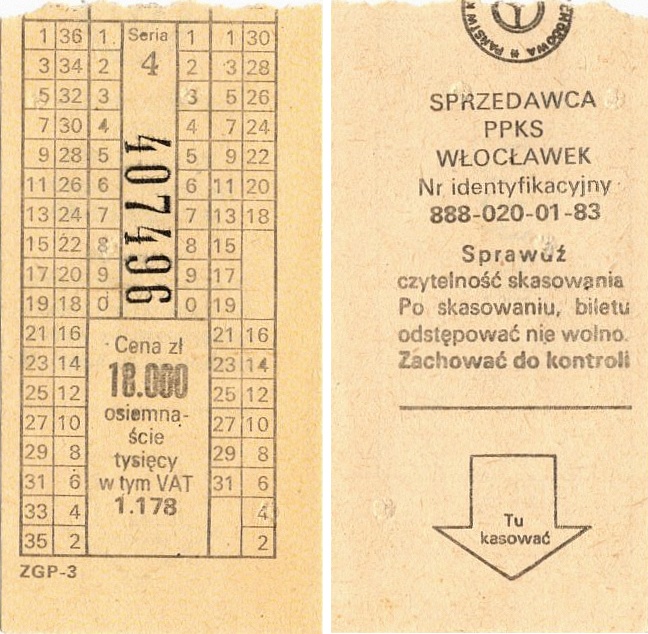 1 36 1 Seria 1 1 30
3 34 2 4 2 3 28
5 32 3 3 5 26
7 30 4 4 7 24
9 28 5 5 9 22
11 26 6 6 11 20
13 24 7 7 13 18
15 22 8 8 15
17 20 9 9 17
19 18 0 0 19
407496
21 16 21 16
23 14 Cena zł 23 14
25 12 18.000 25 12
27 10 osiemna- 27 10
ście
29 8 tysięcy 29 8
31 6 w tym VAT 31 6
33 4 1.178 4
35 2 2
ZGP-3
SPRZEDAWCA
PPKS
WŁOCŁAWEK
Nr identyfikacyjny
888-020-01-83
Sprawdź
czytelność skasowania
Po skasowaniu, biletu
odstępować nie wolno.
Zachować do kontroli
Tu
kasować